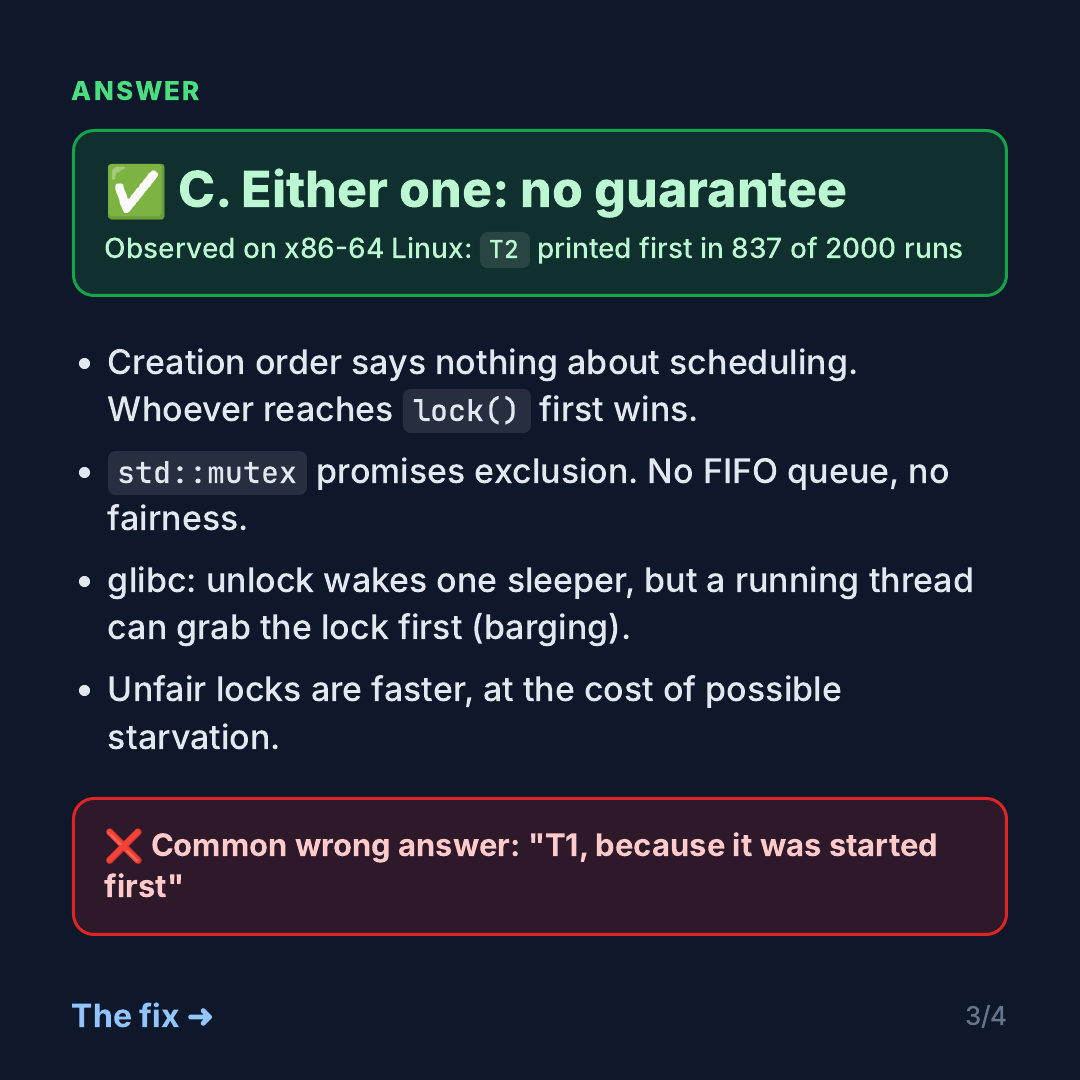 ANSWER
✅ C. Either one: no guarantee
Observed on x86-64 Linux: T2 printed first in 837 of 2000 runs
• Creation order says nothing about scheduling.
Whoever reaches lock() first wins.
• std::mutex promises exclusion. No FIFO queue, no
fairness.
• glibc: unlock wakes one sleeper, but a running thread
can grab the lock first (barging).
• Unfair locks are faster, at the cost of possible
starvation.
❌ Common wrong answer: "T1, because it was started
first"
The fix ➜
3/4